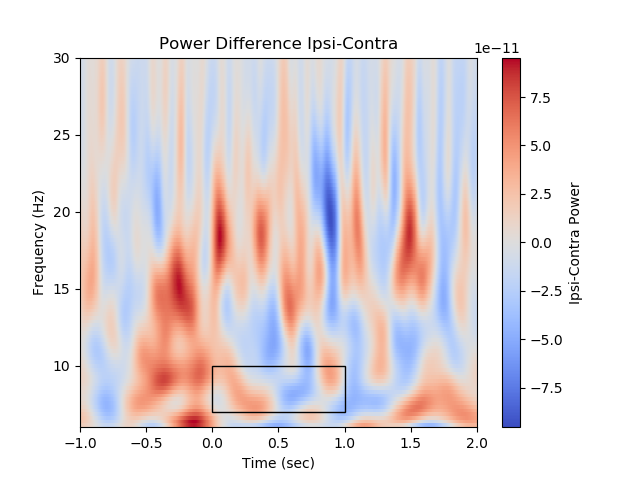 Power Difference Ipsi-Contra
1e−11
30
25
20
15
10
Frequency (Hz)
−1.0 −0.5 0.0 0.5 1.0 1.5 2.0
Time (sec)
7.5
5.0
2.5
0.0
−2.5
−5.0
−7.5
Ipsi-Contra Power